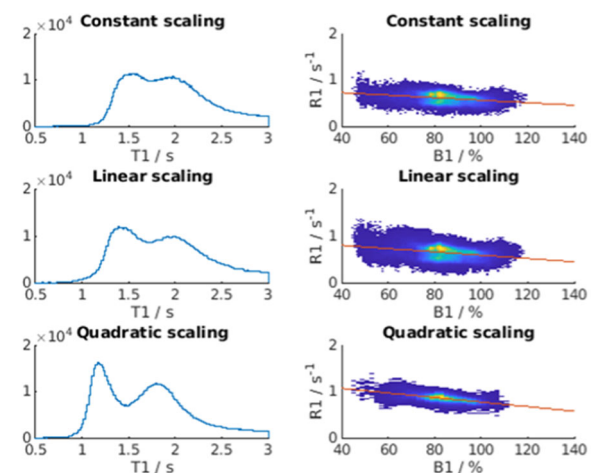 ×10⁴ Constant scaling
2
1
0
0.5 1 1.5 2 2.5 3
T1 / s
Constant scaling
2
R1 / s⁻¹
1
0
40 60 80 100 120 140
B1 / %
×10⁴ Linear scaling
2
1
0
0.5 1 1.5 2 2.5 3
T1 / s
Linear scaling
2
R1 / s⁻¹
1
0
40 60 80 100 120 140
B1 / %
×10⁴ Quadratic scaling
2
1
0
0.5 1 1.5 2 2.5 3
T1 / s
Quadratic scaling
2
R1 / s⁻¹
1
0
40 60 80 100 120 140
B1 / %